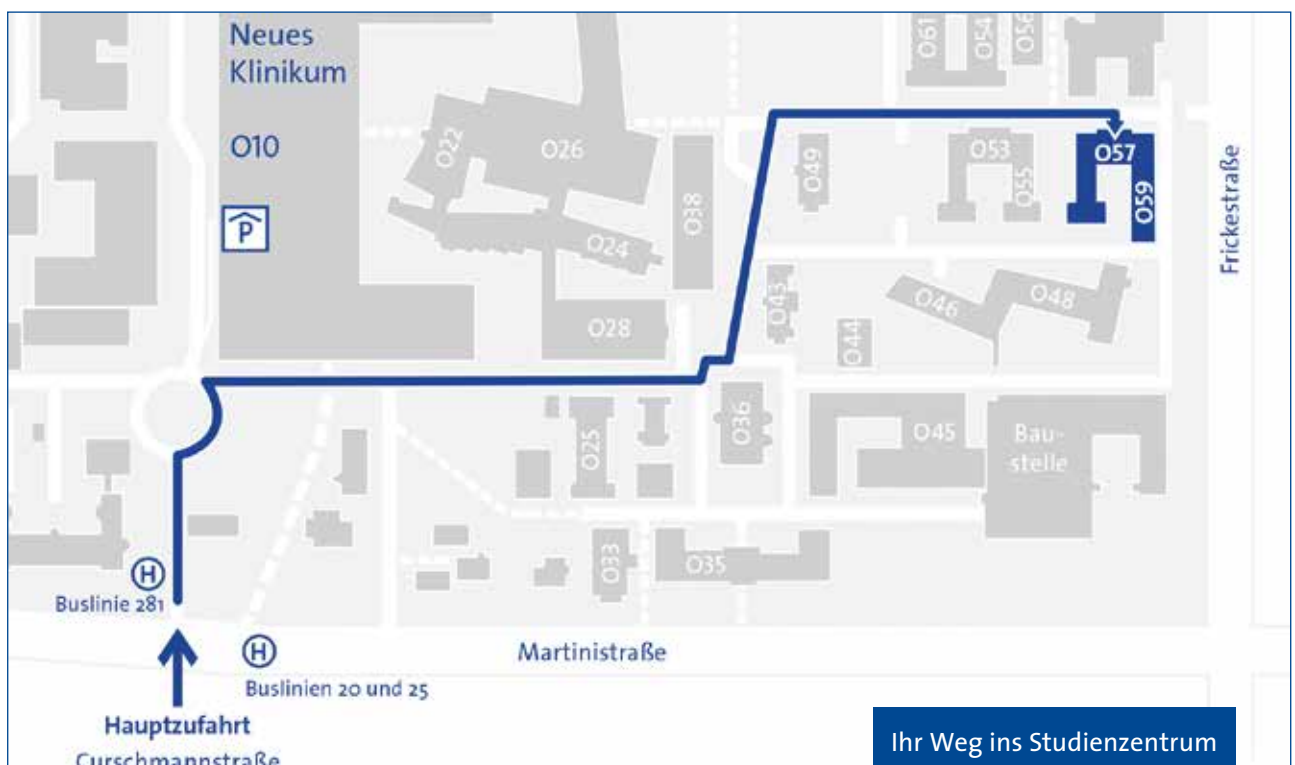 Neues
Klinikum
O10
P
O22
O26
O24
O28
O38
O49
O61
O54
O56
O53
O55
O57
O59
Frickestraße
O43
O44
O46
O48
O25
O36
O45
Bau-
stelle
O33
O35
H
Buslinie 281
H
Buslinien 20 und 25
Martinistraße
Hauptzufahrt
Curschmannstraße
Ihr Weg ins Studienzentrum